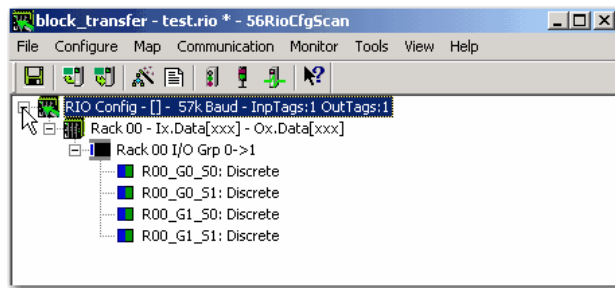 block_transfer - test.rio * - 56RioCfgScan
File Configure Map Communication Monitor Tools View Help
RIO Config - [] - 57k Baud - InpTags:1 OutTags:1
Rack 00 - Ix.Data[xxx] - Ox.Data[xxx]
Rack 00 I/O Grp 0->1
R00_G0_S0: Discrete
R00_G0_S1: Discrete
R00_G1_S0: Discrete
R00_G1_S1: Discrete